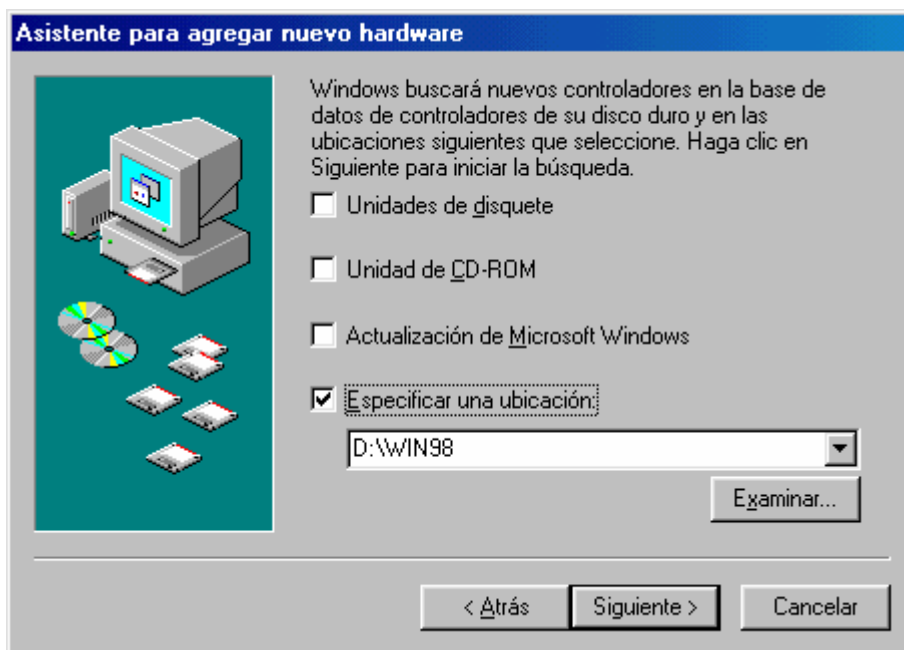 Asistente para agregar nuevo hardware
Windows buscará nuevos controladores en la base de
datos de controladores de su disco duro y en las
ubicaciones siguientes que seleccione. Haga clic en
Siguiente para iniciar la búsqueda.
Unidades de disquete
Unidad de CD-ROM
Actualización de Microsoft Windows
Especificar una ubicación:
D:\WIN98
Examinar...
< Atrás
Siguiente >
Cancelar